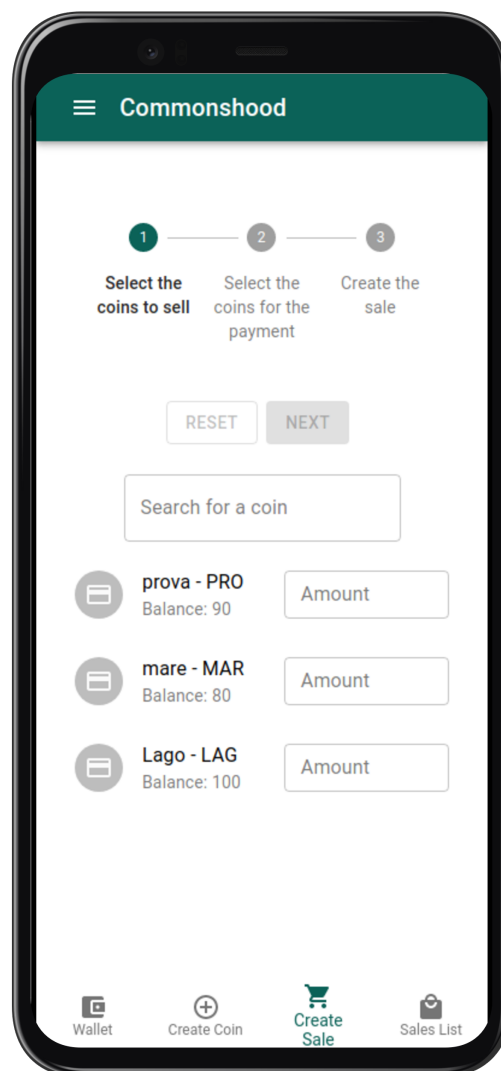 Commonshood
1 2 3
Select the coins to sell
Select the coins for the payment
Create the sale
RESET NEXT
Search for a coin
prova - PRO
Balance: 90
Amount
mare - MAR
Balance: 80
Amount
Lago - LAG
Balance: 100
Amount
Wallet
Create Coin
Create Sale
Sales List